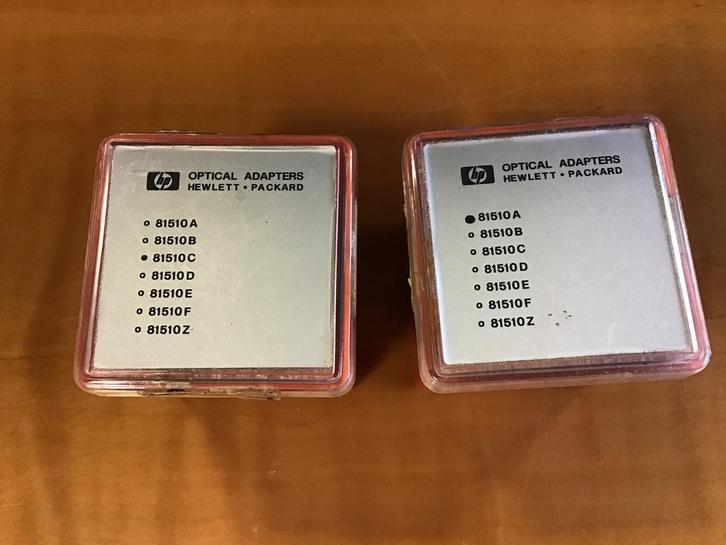 hp
OPTICAL ADAPTERS
HEWLETT • PACKARD
81510A
81510B
81510C
81510D
81510E
81510F
81510Z
hp
OPTICAL ADAPTERS
HEWLETT • PACKARD
81510A
81510B
81510C
81510D
81510E
81510F
81510Z